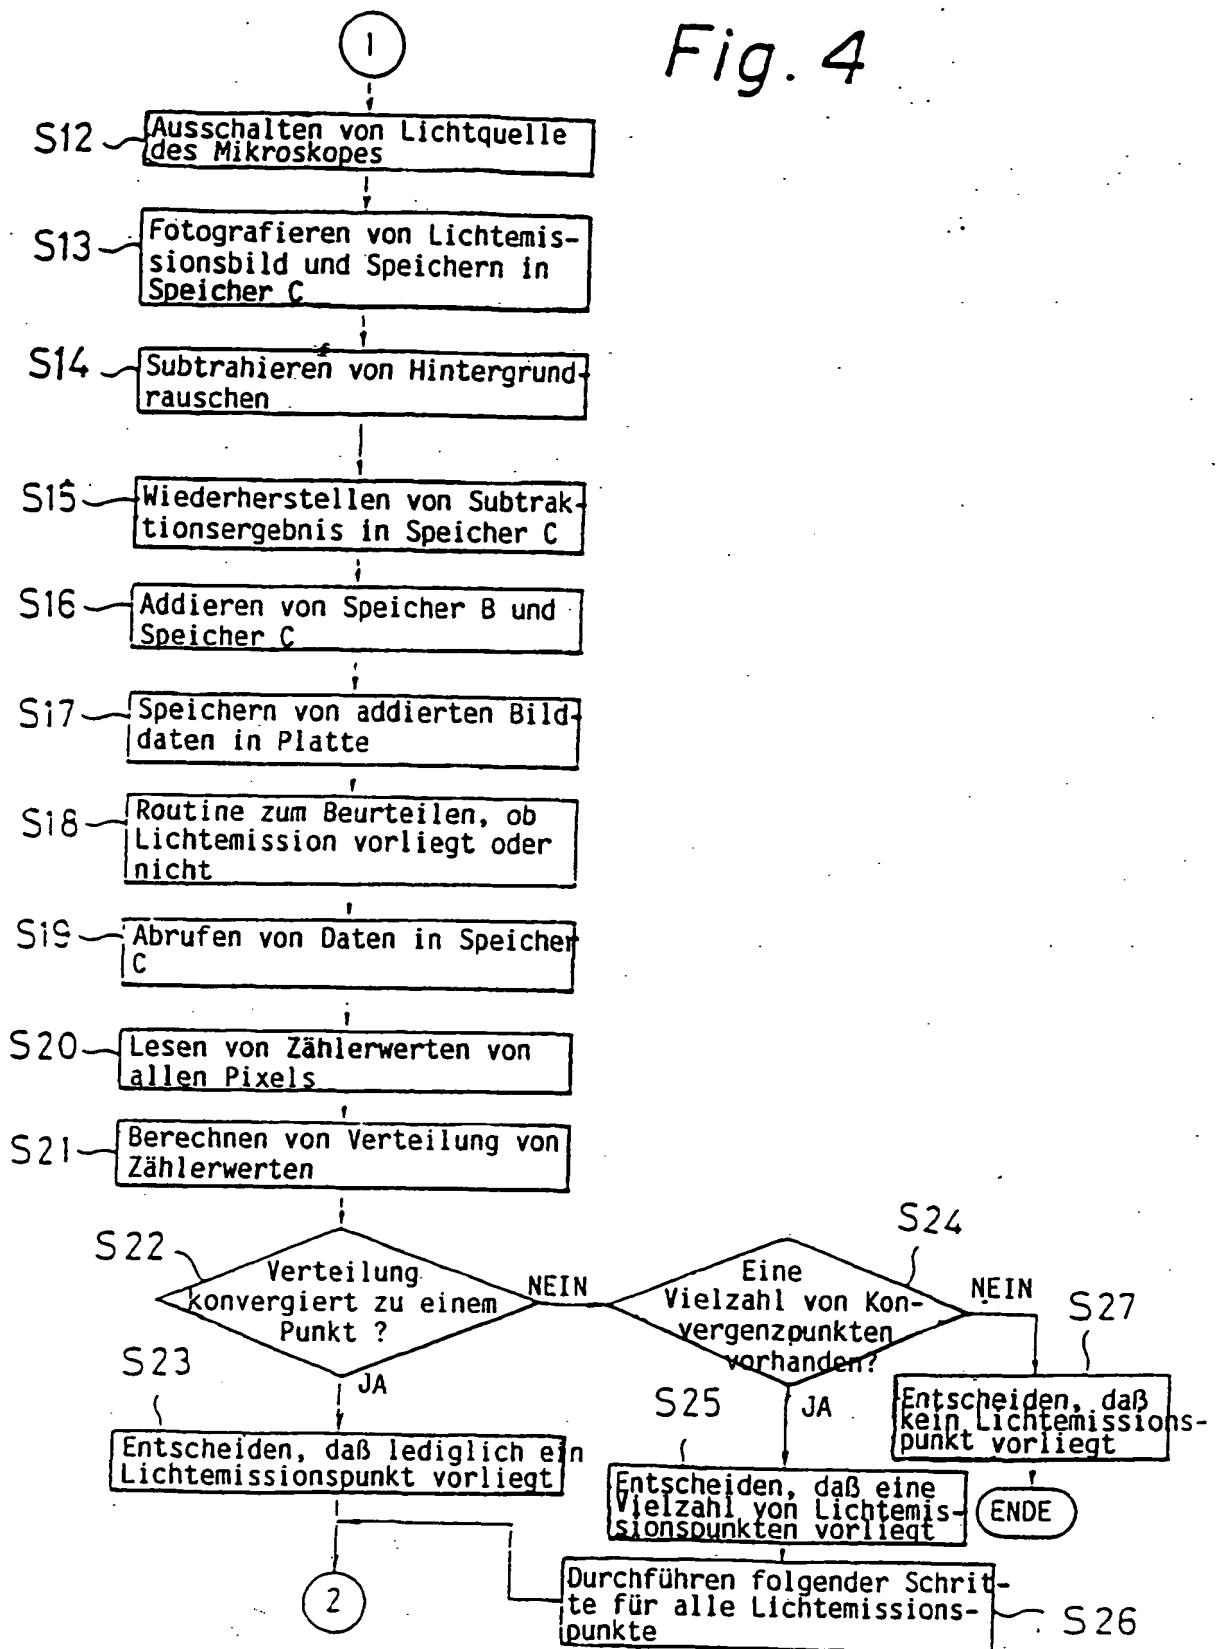 Fig. 4
1
S12
Ausschalten von Lichtquelle
des Mikroskopes
S13
Fotografieren von Lichtemis-
sionsbild und Speichern in
Speicher C
S14
Subtrahieren von Hintergrund-
rauschen
S15
Wiederherstellen von Subtrak-
tionsergebnis in Speicher C
S16
Addieren von Speicher B und
Speicher C
S17
Speichern von addierten Bild-
daten in Platte
S18
Routine zum Beurteilen, ob
Lichtemission vorliegt oder
nicht
S19
Abrufen von Daten in Speicher
C
S20
Lesen von Zählerwerten von
allen Pixels
S21
Berechnen von Verteilung von
Zählerwerten
S22
Verteilung
konvergiert zu einem
Punkt ?
NEIN
JA
S24
Eine
Vielzahl von Kon-
vergenzpunkten
vorhanden?
NEIN
JA
S23
Entscheiden, daß lediglich ein
Lichtemissionspunkt vorliegt
S25
Entscheiden, daß eine
Vielzahl von Lichtemis-
sionspunkten vorliegt
S27
Entscheiden, daß
kein Lichtemissions-
punkt vorliegt
ENDE
S26
Durchführen folgender Schrit-
te für alle Lichtemissions-
punkte
2